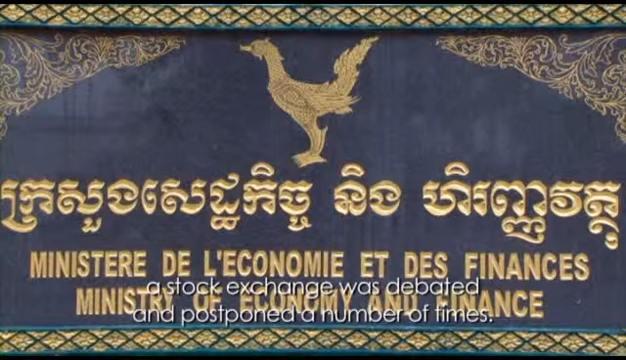 ក្រសួងសេដ្ឋកិច្ច និង ហិរញ្ញវត្ថុ
MINISTERE DE L'ECONOMIE ET DES FINANCES
a stock exchange was debated
MINISTRY OF ECONOMY AND FINANCE
and postponed a number of times.